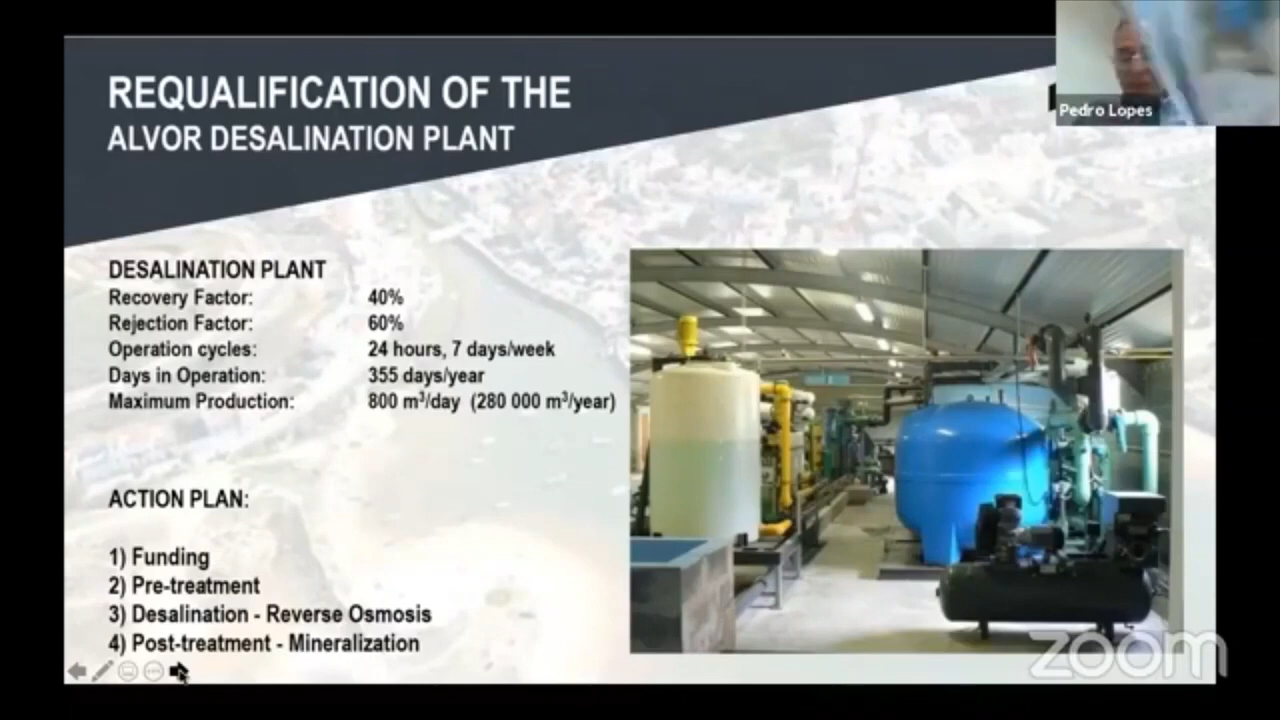 REQUALIFICATION OF THE
ALVOR DESALINATION PLANT
Pedro Lopes
DESALINATION PLANT
Recovery Factor: 40%
Rejection Factor: 60%
Operation cycles: 24 hours, 7 days/week
Days in Operation: 355 days/year
Maximum Production: 800 m³/day (280 000 m³/year)
ACTION PLAN:
1) Funding
2) Pre-treatment
3) Desalination - Reverse Osmosis
4) Post-treatment - Mineralization
zoom